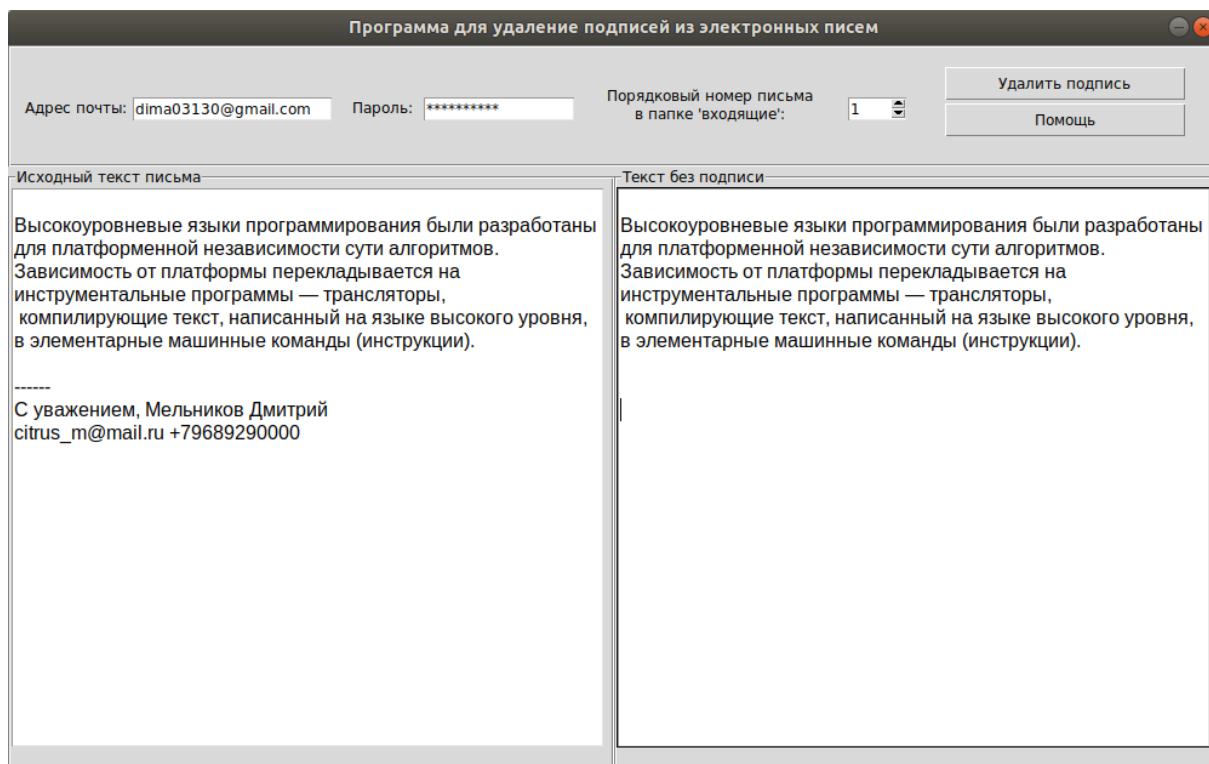 Программа для удаление подписей из электронных писем
Адрес почты: dima03130@gmail.com Пароль: ********** Порядковый номер письма
в папке 'входящие': 1
Удалить подпись
Помощь
Исходный текст письма
Высокоуровневые языки программирования были разработаны
для платформенной независимости сути алгоритмов.
Зависимость от платформы перекладывается на
инструментальные программы — трансляторы,
компилирующие текст, написанный на языке высокого уровня,
в элементарные машинные команды (инструкции).
------
С уважением, Мельников Дмитрий
citrus_m@mail.ru +79689290000
Текст без подписи
Высокоуровневые языки программирования были разработаны
для платформенной независимости сути алгоритмов.
Зависимость от платформы перекладывается на
инструментальные программы — трансляторы,
компилирующие текст, написанный на языке высокого уровня,
в элементарные машинные команды (инструкции).